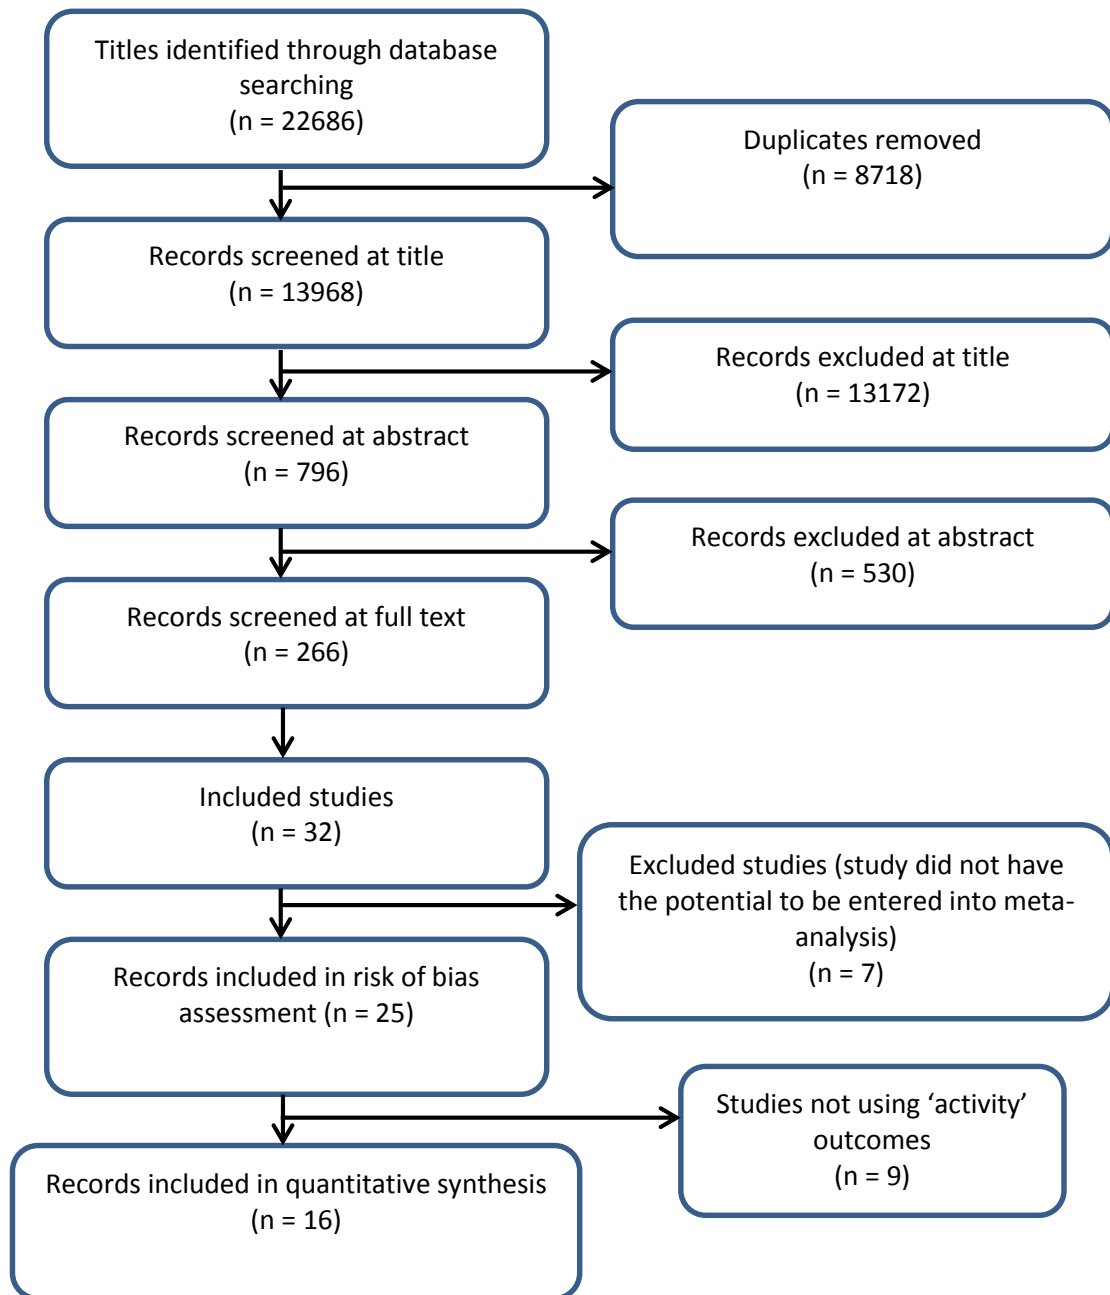 Titles identified through database
searching
(n = 22686)
Duplicates removed
(n = 8718)
Records screened at title
(n = 13968)
Records excluded at title
(n = 13172)
Records screened at abstract
(n = 796)
Records excluded at abstract
(n = 530)
Records screened at full text
(n = 266)
Included studies
(n = 32)
Excluded studies (study did not have
the potential to be entered into meta-
analysis)
(n = 7)
Records included in risk of bias
assessment (n = 25)
Studies not using ‘activity’
outcomes
(n = 9)
Records included in quantitative synthesis
(n = 16)